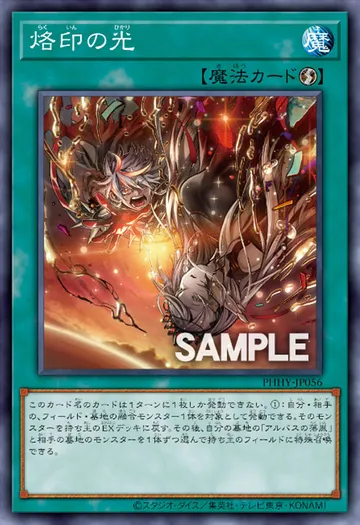 烙印の光
らく いん ひかり
魔
【魔法カード】
SAMPLE
PHHY-JP056
このカード名のカードは1ターンに1枚しか発動できない。①：自分・相手
の、フィールド・墓地の融合モンスター1体を対象として発動できる。そのモン
スターを持ち主のEXデッキに戻す。その後、自分の墓地の「アルバスの落胤」
と相手の墓地のモンスターを1体ずつ選んで持ち主のフィールドに特殊召喚
できる。
©スタジオ・ダイス／集英社・テレビ東京・KONAMI